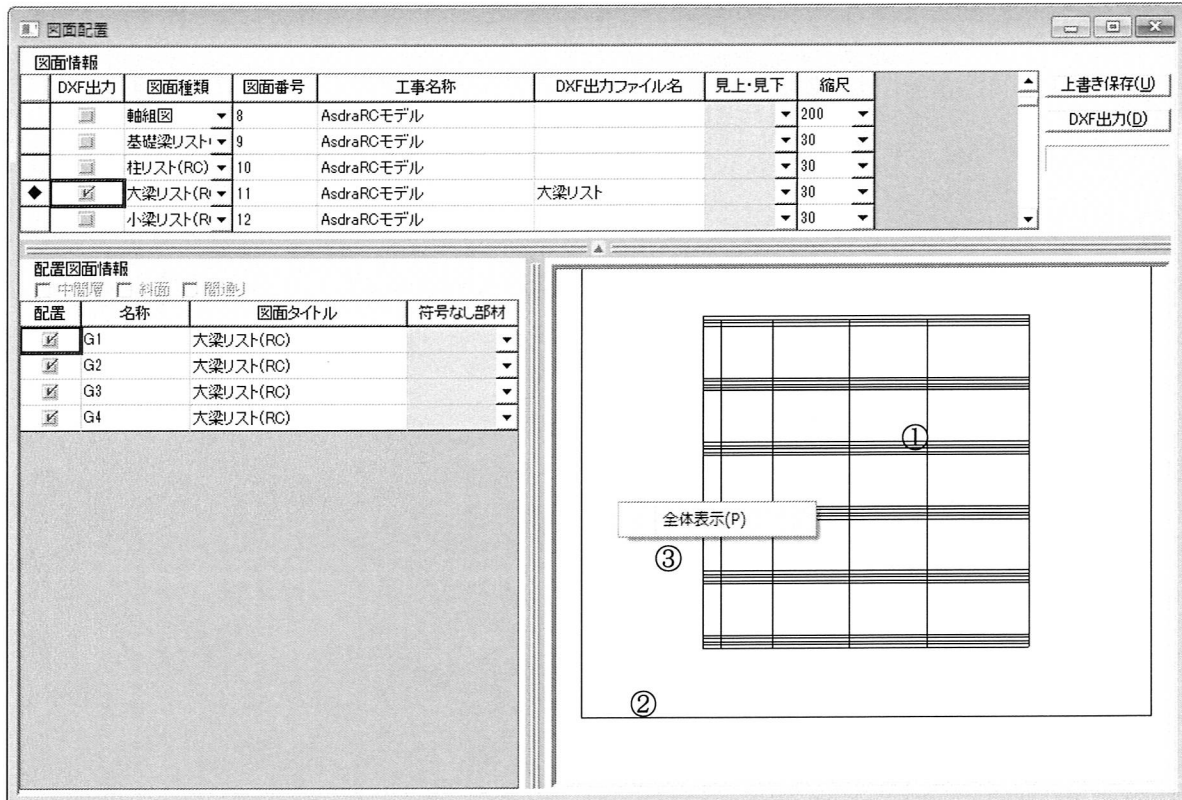 図面配置
図面情報
DXF出力 図面種類 図面番号 工事名称 DXF出力ファイル名 見上・見下 縮尺
軸組図 8 AsdraRCモデル 200
基礎梁リスト 9 AsdraRCモデル 30
柱リスト(RC) 10 AsdraRCモデル 30
大梁リスト(R 11 AsdraRCモデル 大梁リスト 30
小梁リスト(R 12 AsdraRCモデル 30
上書き保存(U)
DXF出力(D)
配置図面情報
中間層 斜面 間通り
配置 名称 図面タイトル 符号なし部材
G1 大梁リスト(RC)
G2 大梁リスト(RC)
G3 大梁リスト(RC)
G4 大梁リスト(RC)
①
全体表示(P)
③
②